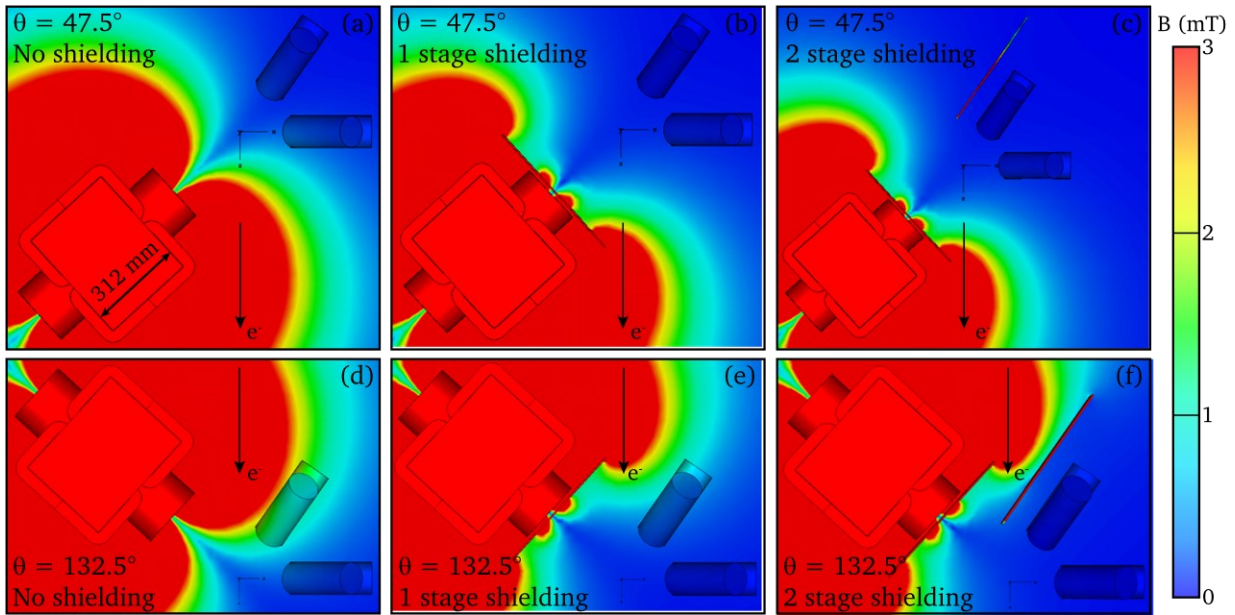 θ = 47.5°
No shielding
(a)
312 mm
e-
θ = 47.5°
1 stage shielding
(b)
e-
θ = 47.5°
2 stage shielding
(c)
e-
B (mT)
3
2
1
0
(d)
e-
θ = 132.5°
No shielding
(e)
e-
θ = 132.5°
1 stage shielding
(f)
e-
θ = 132.5°
2 stage shielding